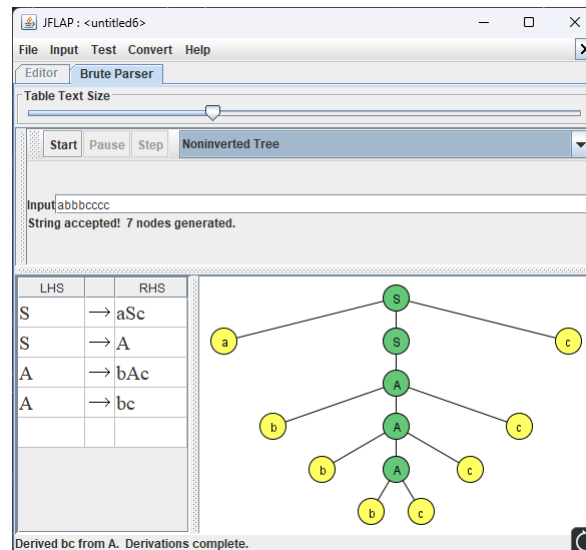 JFLAP : <untitled6>
File Input Test Convert Help
Editor Brute Parser
Table Text Size
Start Pause Step Noninverted Tree
Input abbbcccc
String accepted! 7 nodes generated.
LHS RHS
S → aSc
S → A
A → bAc
A → bc
S
a S c
A
b A c
b A c
b c
Derived bc from A. Derivations complete.